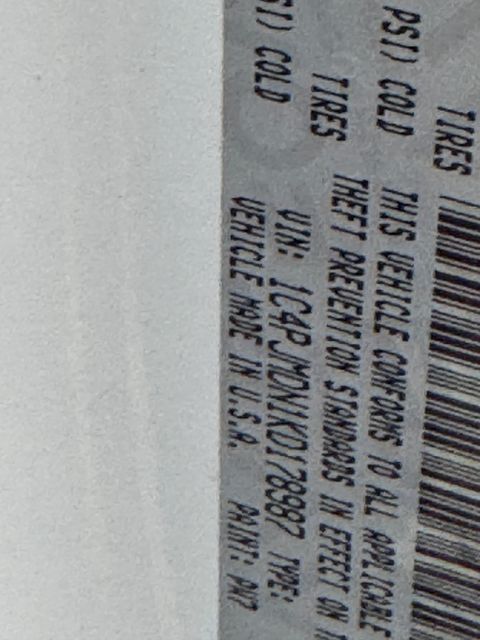 TIRES
PSI) COLD
TIRES
SI) COLD
THIS VEHICLE CONFORMS TO ALL APPLICABLE
THEFT PREVENTION STANDARDS IN EFFECT ON
VIN: 1C4PJMDN1KD178987 TYPE:
VEHICLE MADE IN U.S.A. PAINT: PW7